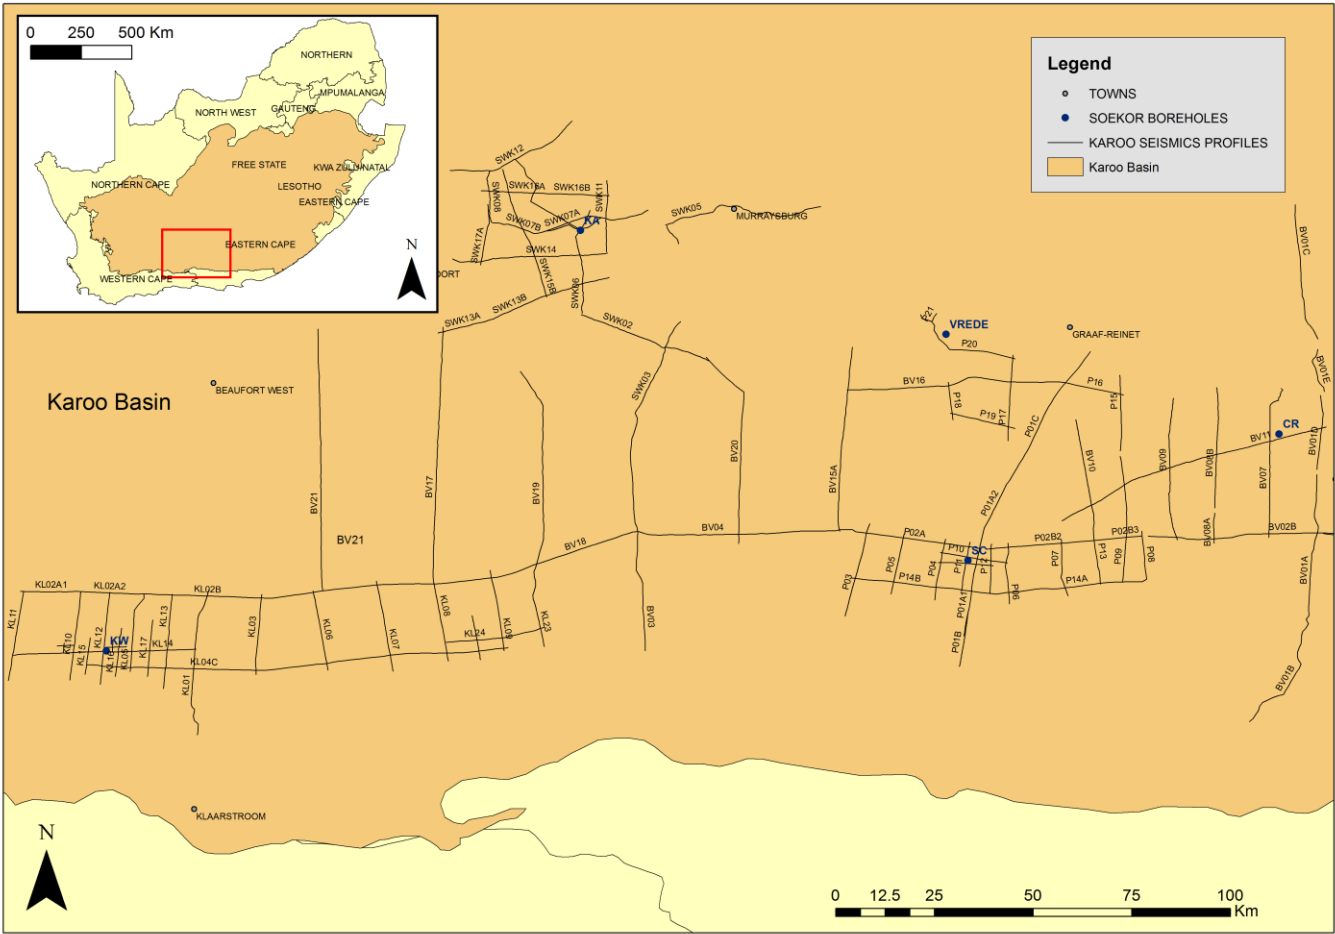 0 250 500 Km
NORTHERN
MPUMALANGA
GAUTENG
NORTH WEST
FREE STATE
KWA ZULU/NATAL
NORTHERN CAPE
LESOTHO
EASTERN CAPE
EASTERN CAPE
WESTERN CAPE
N
Legend
TOWNS
SOEKOR BOREHOLES
KAROO SEISMICS PROFILES
Karoo Basin
SWK12
SWK16A
SWK16B
SWK11
SWK08
SWK07A
SWK07B
KA
SWK05
MURRAYSBURG
SWK17A
SWK14
OORT
SWK15B
SWK06
SWK13B
SWK13A
SWK02
BV01C
P21
VREDE
P20
GRAAF-REINET
BEAUFORT WEST
Karoo Basin
SWK03
BV16
P16
BV01E
P18
P19
P17
P15
P01C
CR
BV11
BV01D
BV21
BV17
BV19
BV20
BV15A
BV10
BV09
BV08B
BV07
P01A2
BV21
BV18
BV04
P02A
P02B2
P02B3
BV08A
BV02B
P10
SC
P03
P05
P04
P11
P12
P07
P13
P09
P08
P14B
P14A
P06
P01A1
P01B
BV01A
BV01B
BV03
KL02A1
KL02A2
KL02B
KL11
KL10
KL15
KL12
KW
KL16
KL05
KL17
KL13
KL14
KL03
KL06
KL07
KL08
KL24
KL09
KL23
KL04C
KL01
KLAARSTROOM
N
0 12.5 25 50 75 100
Km